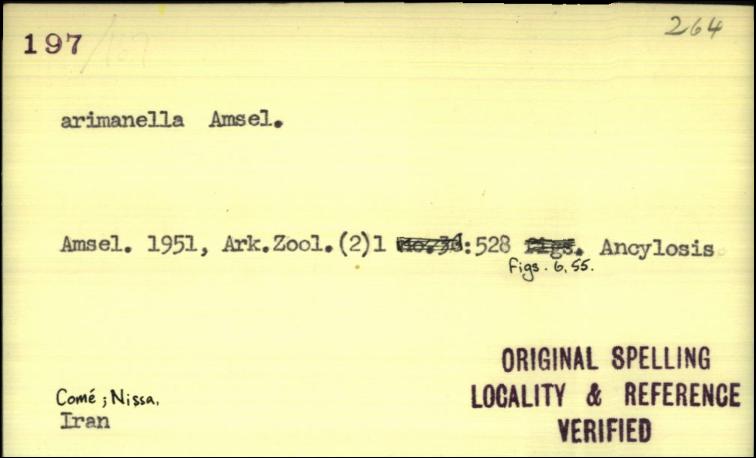 264
197
arimanella Amsel.
Amsel. 1951, Ark.Zool.(2)1 :528 Ancylosis
figs. 6, 55.
Comé; Nissa.
Iran
ORIGINAL SPELLING
LOCALITY & REFERENCE
VERIFIED